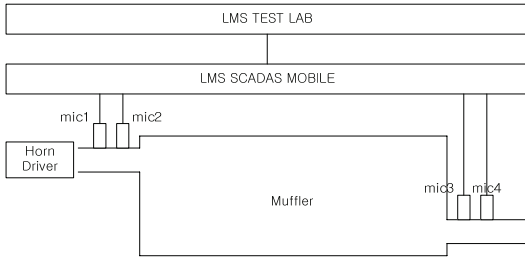 LMS TEST LAB
LMS SCADAS MOBILE
mic1 mic2
Horn
Driver
Muffler
mic3 mic4